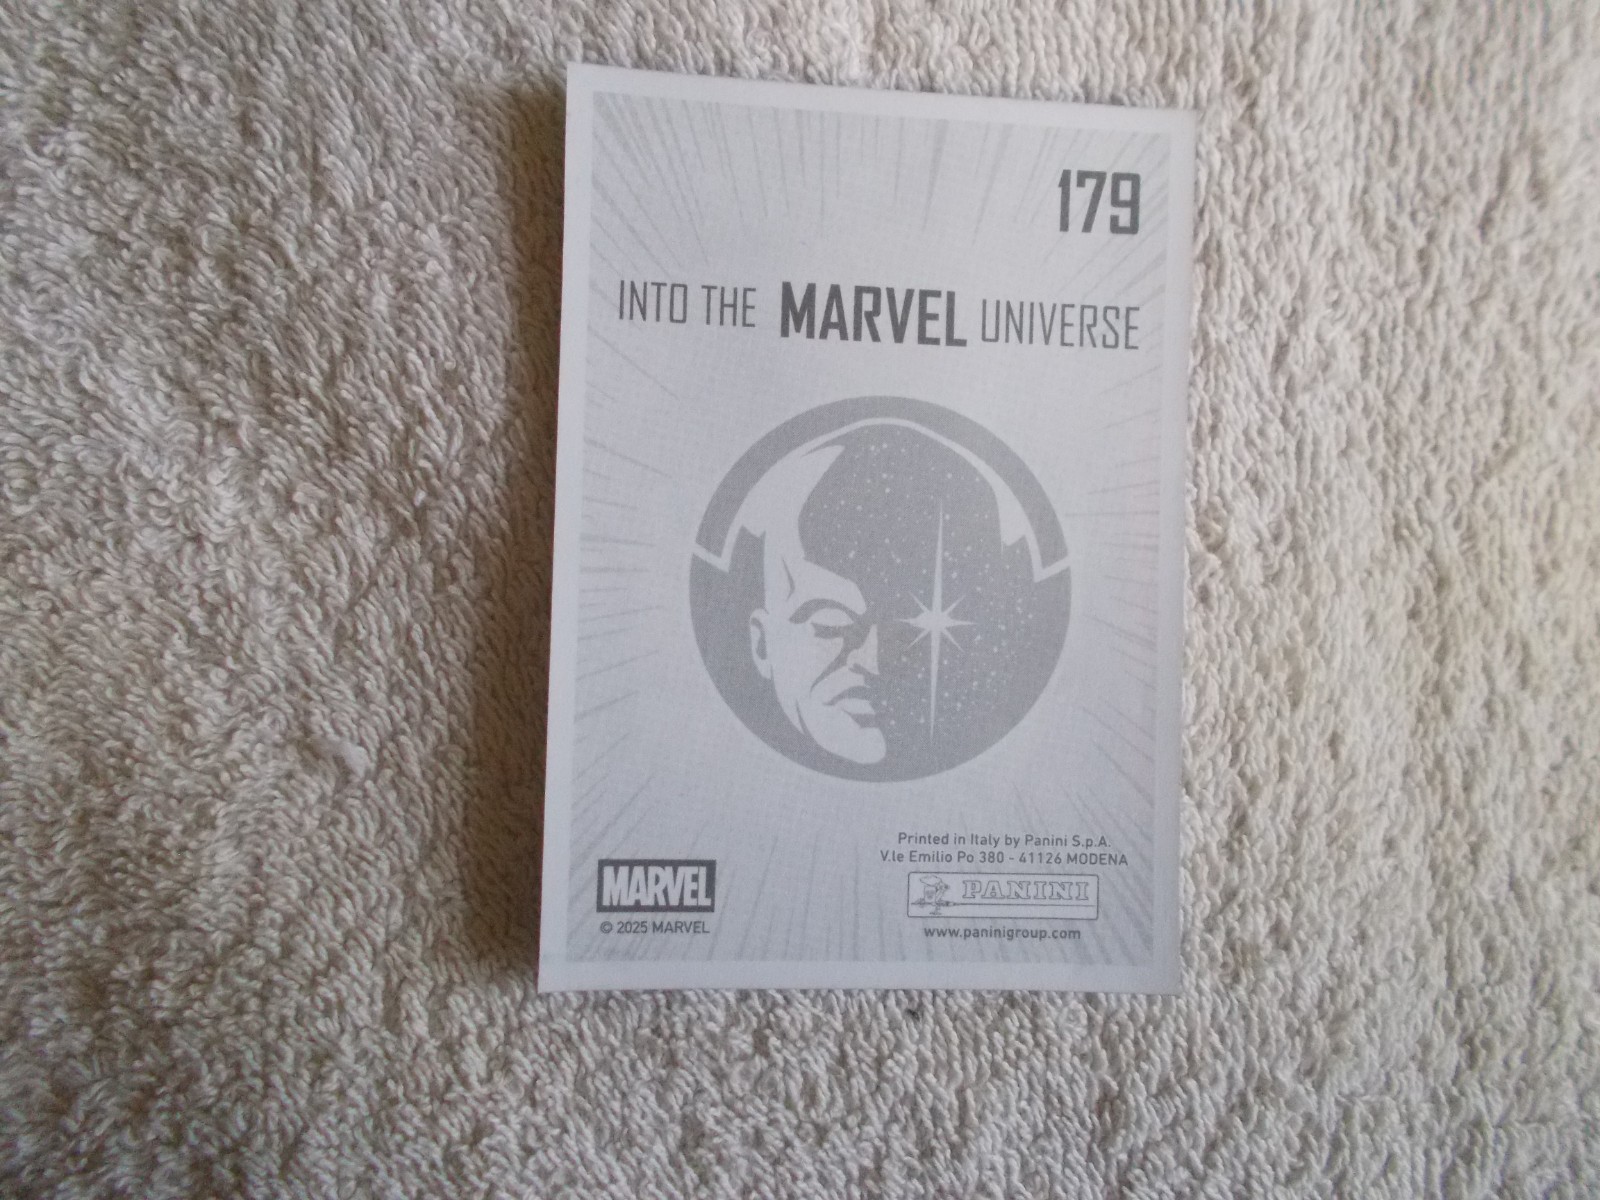 179
INTO THE MARVEL UNIVERSE
Printed in Italy by Panini S.p.A.
V.le Emilio Po 380 - 41126 MODENA
MARVEL
PANINI
© 2025 MARVEL
www.paninigroup.com